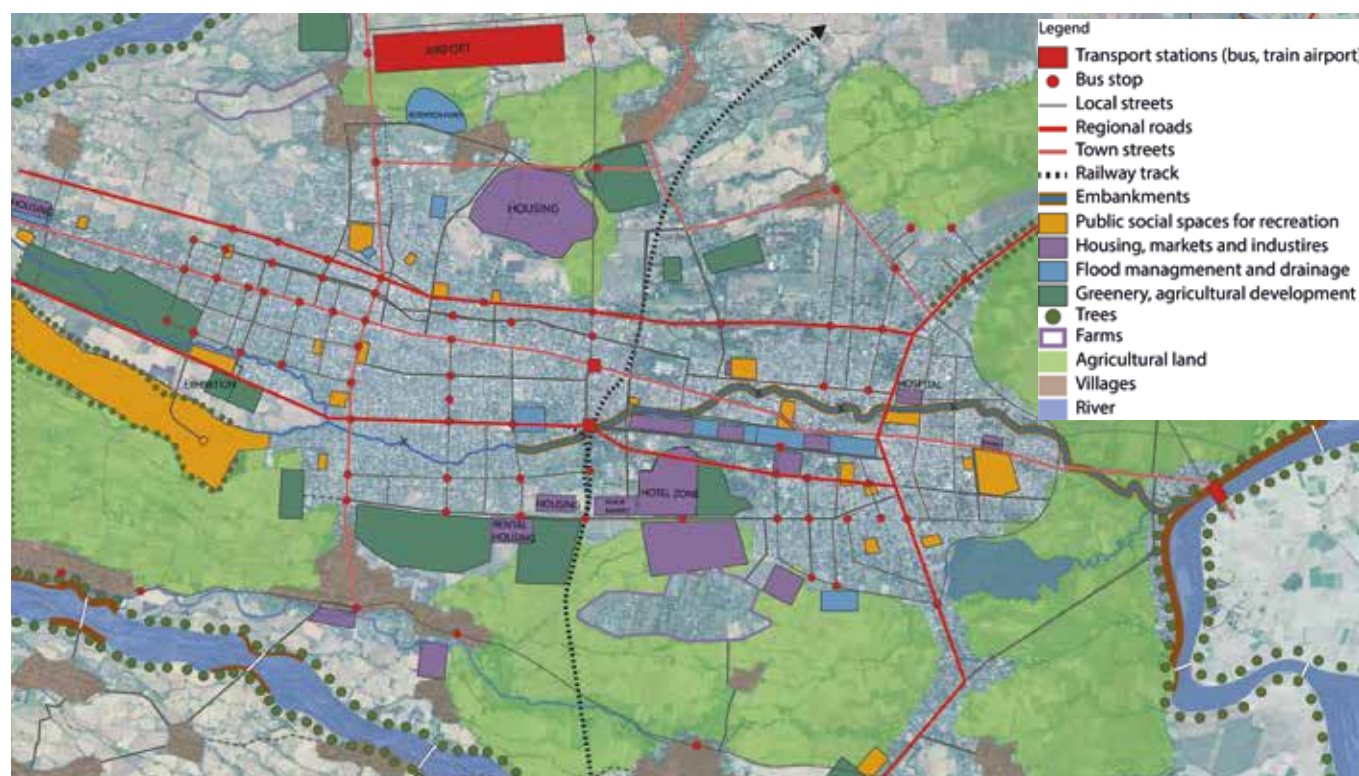 Legend
Transport stations (bus, train airport)
Bus stop
Local streets
Regional roads
Town streets
Railway track
Embankments
Public social spaces for recreation
Housing, markets and industires
Flood managmenent and drainage
Greenery, agricultural development
Trees
Farms
Agricultural land
Villages
River
AIRPORT
HOUSING
HOUSING
EXHIBITION
HOSPITAL
HOTEL ZONE
HOUSING
RENTAL
HOUSING